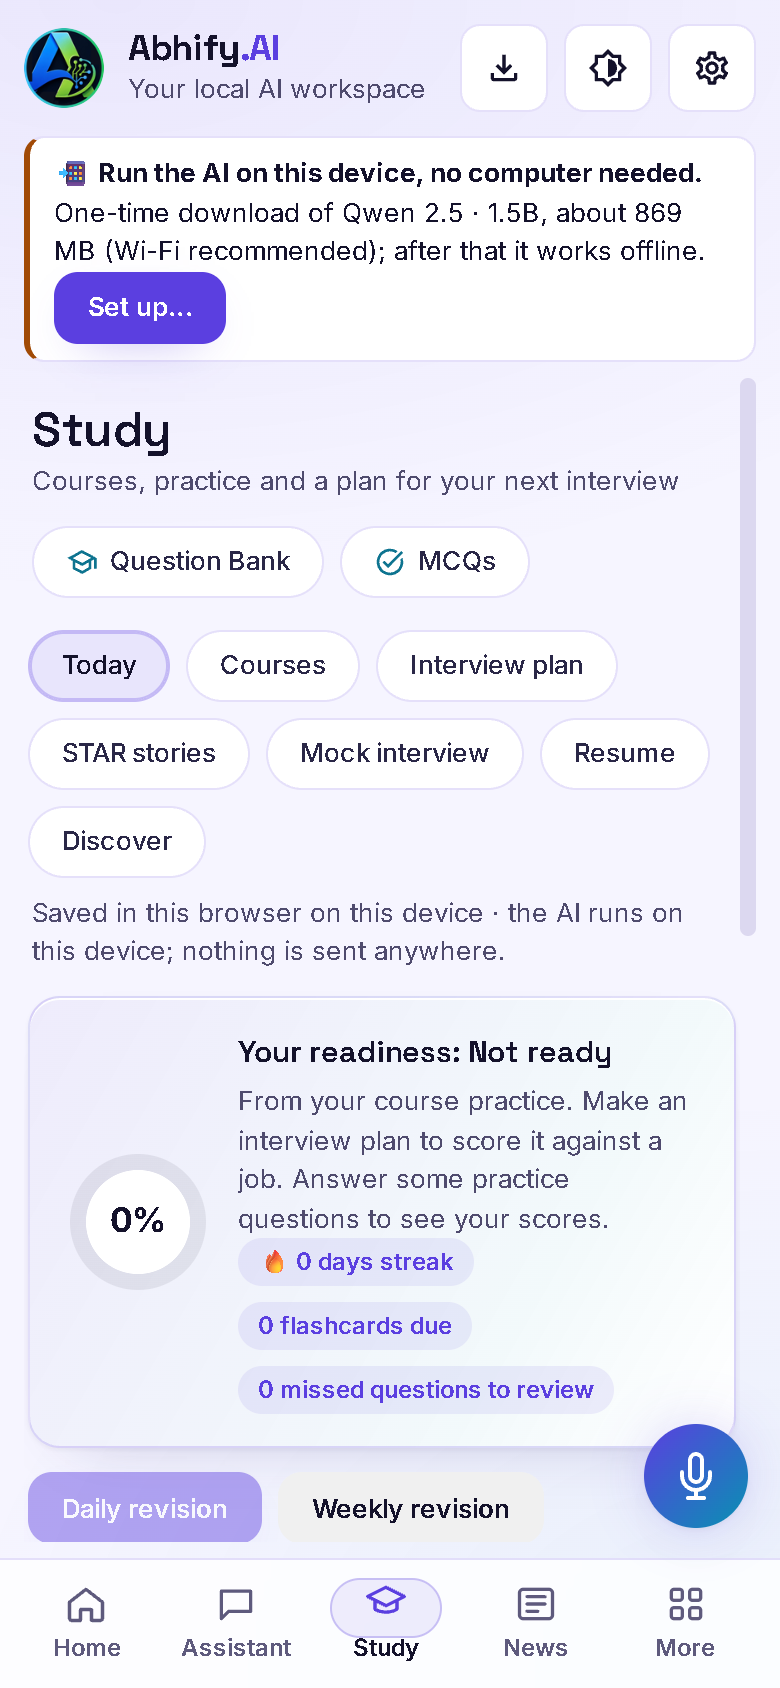 Abhify.AI
Your local AI workspace
Run the AI on this device, no computer needed.
One-time download of Qwen 2.5 · 1.5B, about 869
MB (Wi-Fi recommended); after that it works offline.
Set up...
Study
Courses, practice and a plan for your next interview
Question Bank
MCQs
Today
Courses
Interview plan
STAR stories
Mock interview
Resume
Discover
Saved in this browser on this device · the AI runs on
this device; nothing is sent anywhere.
Your readiness: Not ready
From your course practice. Make an
interview plan to score it against a
job. Answer some practice
questions to see your scores.
0%
0 days streak
0 flashcards due
0 missed questions to review
Daily revision
Weekly revision
Home
Assistant
Study
News
More